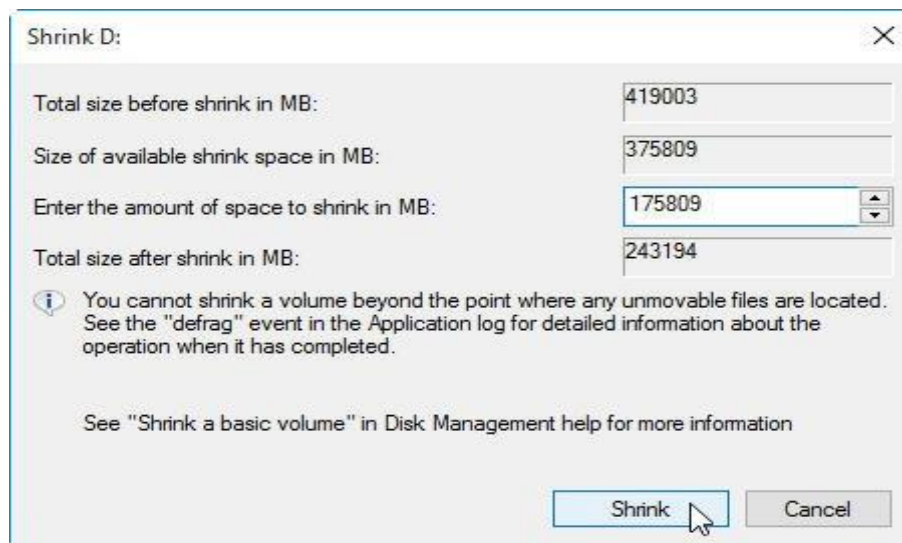 Shrink D:
Total size before shrink in MB: 419003
Size of available shrink space in MB: 375809
Enter the amount of space to shrink in MB: 175809
Total size after shrink in MB: 243194
You cannot shrink a volume beyond the point where any unmovable files are located.
See the "defrag" event in the Application log for detailed information about the
operation when it has completed.
See "Shrink a basic volume" in Disk Management help for more information
Shrink Cancel